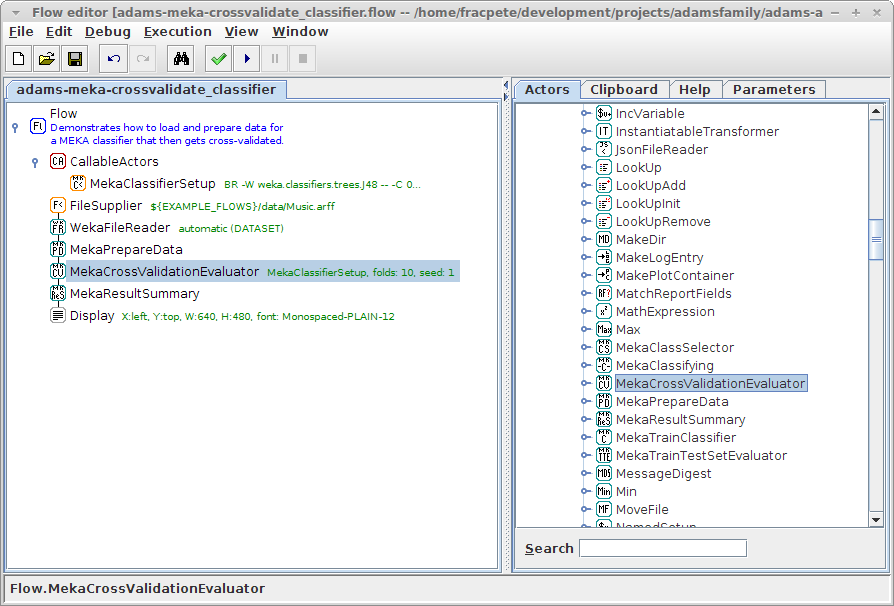 Flow editor [adams-meka-crossvalidate_classifier.flow -- /home/fracpete/development/projects/adamsfamily/adams-a
File Edit Debug Execution View Window
adams-meka-crossvalidate_classifier
Flow
Demonstrates how to load and prepare data for
a MEKA classifier that then gets cross-validated.
CallableActors
MekaClassifierSetup BR -W weka.classifiers.trees.J48 -- -C 0...
FileSupplier ${EXAMPLE_FLOWS}/data/Music.arff
WekaFileReader automatic (DATASET)
MekaPrepareData
MekaCrossValidationEvaluator MekaClassifierSetup, folds: 10, seed: 1
MekaResultSummary
Display X:left, Y:top, W:640, H:480, font: Monospaced-PLAIN-12
Actors Clipboard Help Parameters
IncVariable
InstantiatableTransformer
JsonFileReader
LookUp
LookUpAdd
LookUpInit
LookUpRemove
MakeDir
MakeLogEntry
MakePlotContainer
MatchReportFields
MathExpression
Max
MekaClassSelector
MekaClassifying
MekaCrossValidationEvaluator
MekaPrepareData
MekaResultSummary
MekaTrainClassifier
MekaTrainTestSetEvaluator
MessageDigest
Min
MoveFile
NamedSetup
Search
Flow.MekaCrossValidationEvaluator